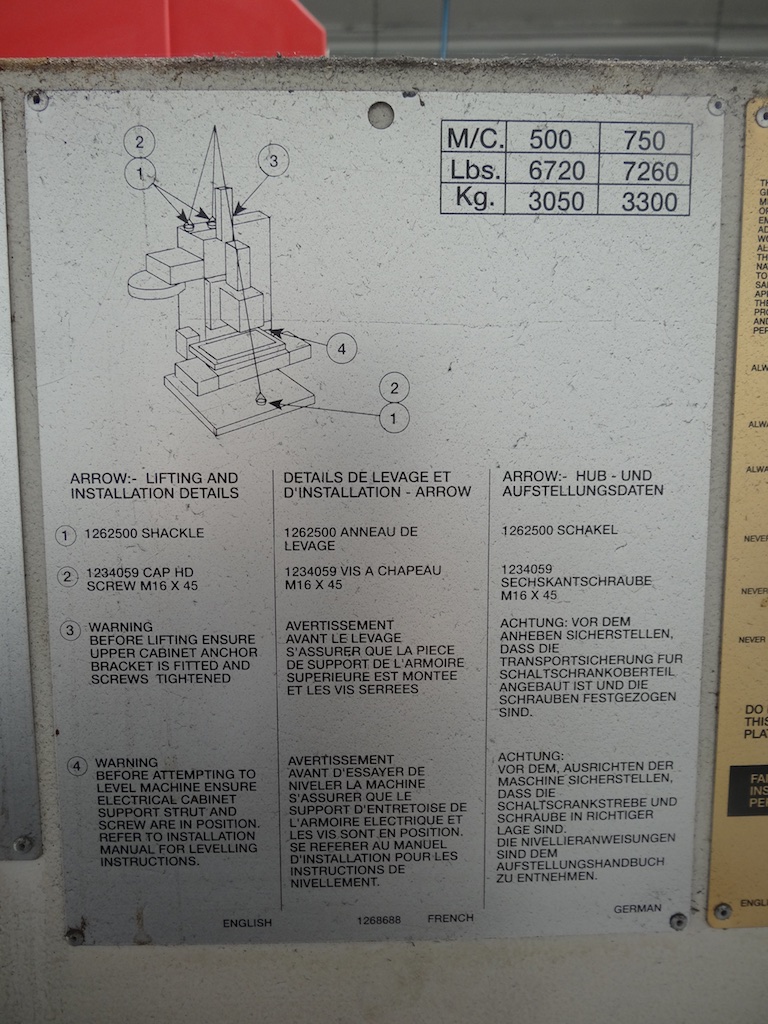 2
1
3
4
2
1
M/C. 500 750
Lbs. 6720 7260
Kg. 3050 3300
ARROW:- LIFTING AND
INSTALLATION DETAILS
1 1262500 SHACKLE
2 1234059 CAP HD
SCREW M16 X 45
3 WARNING
BEFORE LIFTING ENSURE
UPPER CABINET ANCHOR
BRACKET IS FITTED AND
SCREWS TIGHTENED
4 WARNING
BEFORE ATTEMPTING TO
LEVEL MACHINE ENSURE
ELECTRICAL CABINET
SUPPORT STRUT AND
SCREW ARE IN POSITION.
REFER TO INSTALLATION
MANUAL FOR LEVELLING
INSTRUCTIONS.
ENGLISH
DETAILS DE LEVAGE ET
D'INSTALLATION - ARROW
1262500 ANNEAU DE
LEVAGE
1234059 VIS A CHAPEAU
M16 X 45
AVERTISSEMENT
AVANT LE LEVAGE
S'ASSURER QUE LA PIECE
DE SUPPORT DE L'ARMOIRE
SUPERIEURE EST MONTEE
ET LES VIS SERREES
AVERTISSEMENT
AVANT D'ESSAYER DE
NIVELER LA MACHINE
S'ASSURER QUE LE
SUPPORT D'ENTRETOISE DE
L'ARMOIRE ELECTRIQUE ET
LES VIS SONT EN POSITION.
SE REFERER AU MANUEL
D'INSTALLATION POUR LES
INSTRUCTIONS DE
NIVELLEMENT.
1268688 FRENCH
ARROW:- HUB - UND
AUFSTELLUNGSDATEN
1262500 SCHAKEL
1234059
SECHSKANTSCHRAUBE
M16 X 45
ACHTUNG: VOR DEM
ANHEBEN SICHERSTELLEN,
DASS DIE
TRANSPORTSICHERUNG FUR
SCHALTSCHRANKOBERTEIL
ANGEBAUT IST UND DIE
SCHRAUBEN FESTGEZOGEN
SIND.
ACHTUNG:
VOR DEM, AUSRICHTEN DER
MASCHINE SICHERSTELLEN,
DASS DIE
SCHALTSCRANKSTREBE UND
SCHRAUBE IN RICHTIGER
LAGE SIND.
DIE NIVELLIERANWEISUNGEN
SIND DEM
AUFSTELLUNGSHANDBUCH
ZU ENTNEHMEN.
GERMAN
NEVER
NEVER
NEVER
DO
THIS